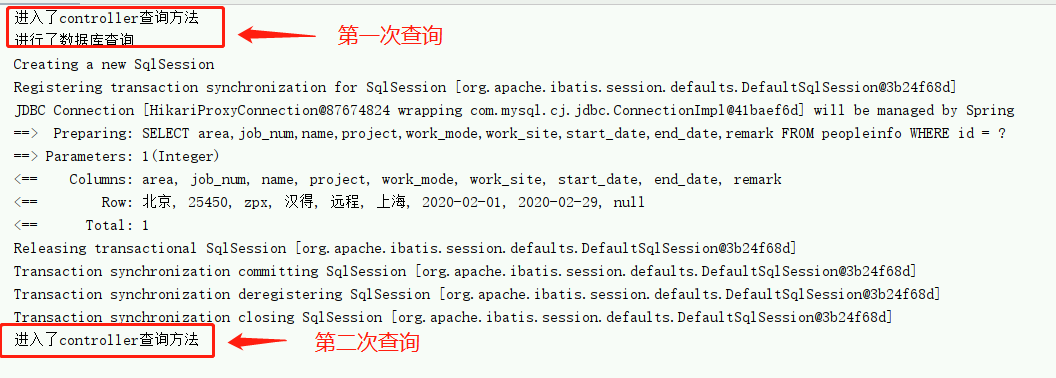 进入了controller查询方法
进行了数据库查询
第一次查询
Creating a new SqlSession
Registering transaction synchronization for SqlSession [org.apache.ibatis.session.defaults.DefaultSqlSession@3b24f68d]
JDBC Connection [HikariProxyConnection@87674824 wrapping com.mysql.cj.jdbc.ConnectionImpl@41baef6d] will be managed by Spring
==>  Preparing: SELECT area,job_num,name,project,work_mode,work_site,start_date,end_date,remark FROM peopleinfo WHERE id = ?
==> Parameters: 1(Integer)
<==    Columns: area, job_num, name, project, work_mode, work_site, start_date, end_date, remark
<==        Row: 北京, 25450, zpx, 汉得, 远程, 上海, 2020-02-01, 2020-02-29, null
<==      Total: 1
Releasing transactional SqlSession [org.apache.ibatis.session.defaults.DefaultSqlSession@3b24f68d]
Transaction synchronization committing SqlSession [org.apache.ibatis.session.defaults.DefaultSqlSession@3b24f68d]
Transaction synchronization deregistering SqlSession [org.apache.ibatis.session.defaults.DefaultSqlSession@3b24f68d]
Transaction synchronization closing SqlSession [org.apache.ibatis.session.defaults.DefaultSqlSession@3b24f68d]
进入了controller查询方法
第二次查询